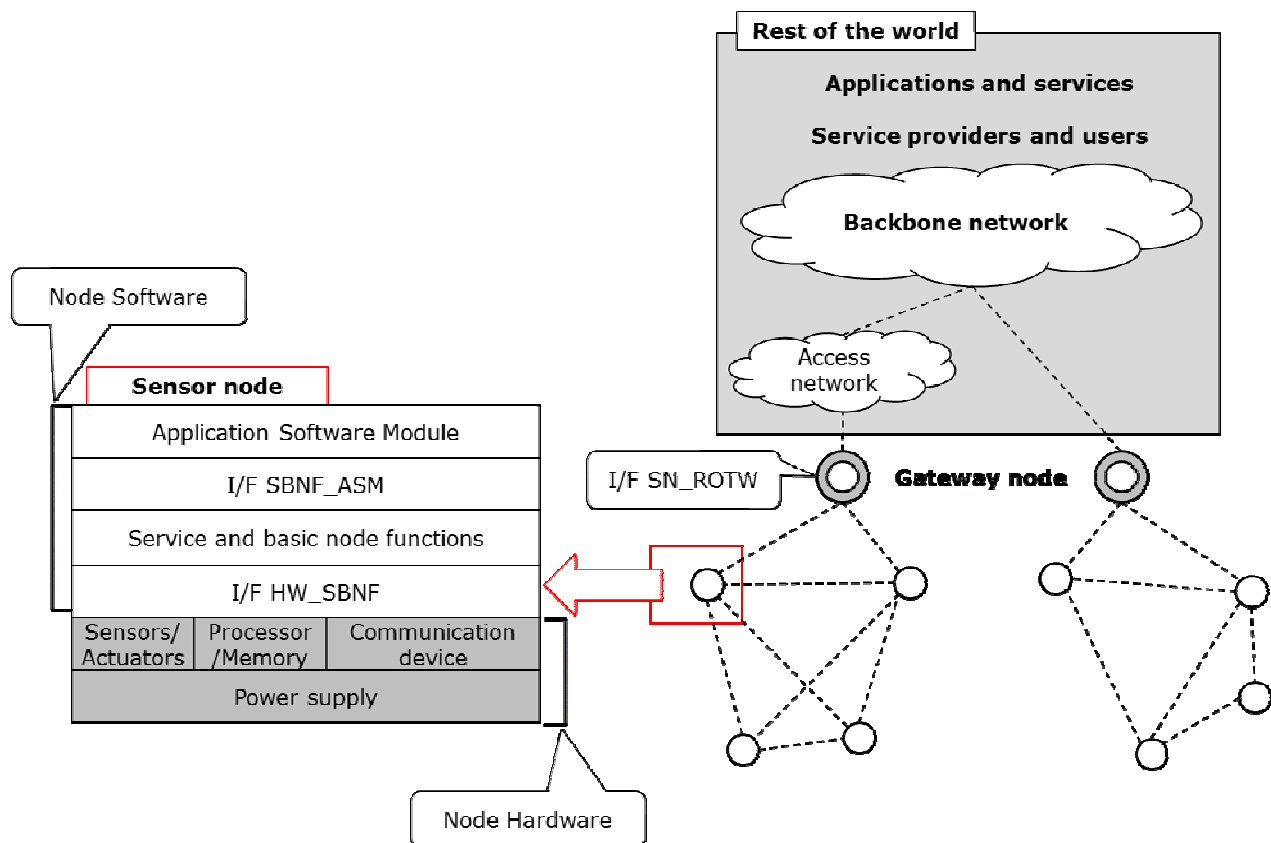 Rest of the world
Applications and services
Service providers and users
Backbone network
Access
network
Node Software
Sensor node
Application Software Module
I/F SBNF_ASM
Service and basic node functions
I/F HW_SBNF
Sensors/
Actuators
Processor
/Memory
Communication
device
Power supply
Node Hardware
I/F SN_ROTW
Gateway node